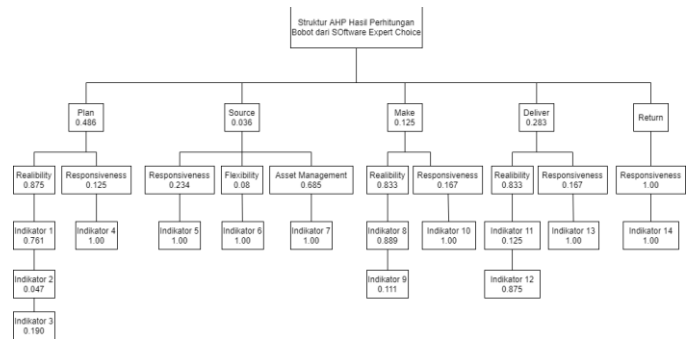 Struktur AHP Hasil Perhitungan
Bobot dari SOftware Expert Choice
Plan
0.486
Source
0.036
Make
0.125
Deliver
0.283
Return
Realibility
0.875
Responsiveness
0.125
Responsiveness
0.234
Flexibility
0.08
Asset Management
0.685
Realibility
0.833
Responsiveness
0.167
Realibility
0.833
Responsiveness
0.167
Responsiveness
1.00
Indikator 1
0.761
Indikator 4
1.00
Indikator 5
1.00
Indikator 6
1.00
Indikator 7
1.00
Indikator 8
0.889
Indikator 10
1.00
Indikator 11
0.125
Indikator 13
1.00
Indikator 14
1.00
Indikator 2
0.047
Indikator 9
0.111
Indikator 12
0.875
Indikator 3
0.190